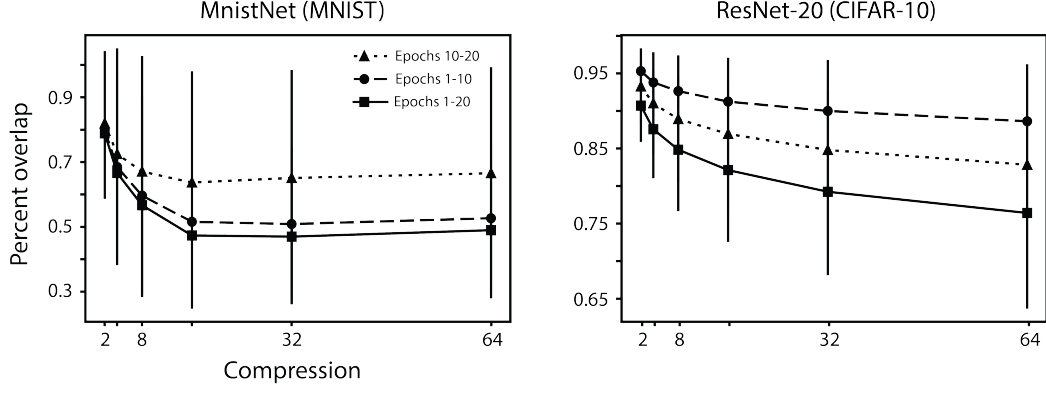 MnistNet (MNIST)
Percent overlap
0.9
0.7
0.5
0.3
Epochs 10-20
Epochs 1-10
Epochs 1-20
2
8
32
64
Compression
ResNet-20 (CIFAR-10)
0.95
0.85
0.75
0.65
2
8
32
64